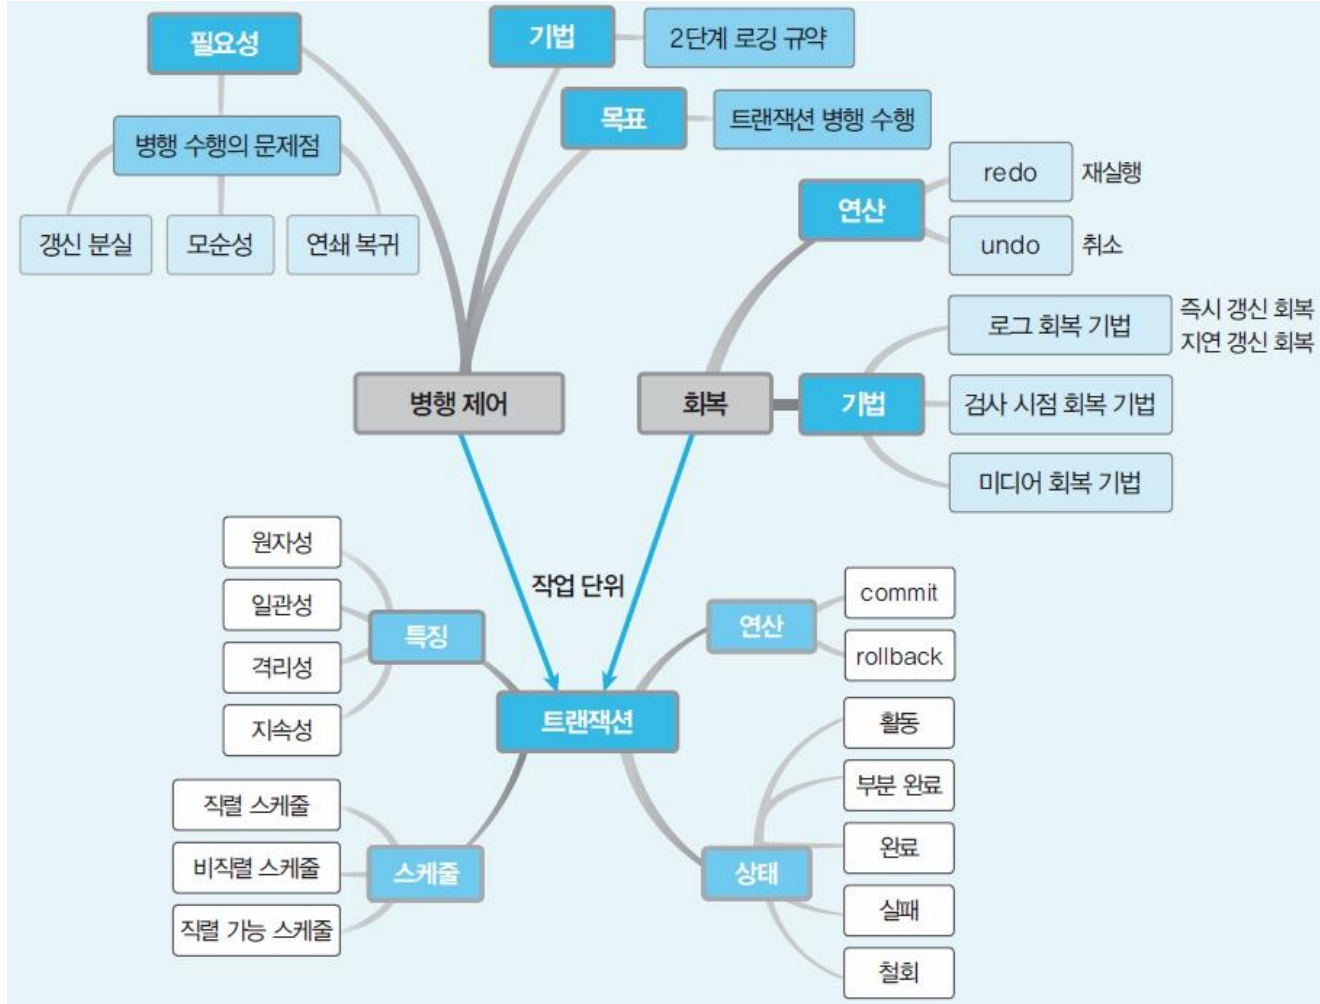 필요성
병행 수행의 문제점
갱신 분실
모순성
연쇄 복귀
기법
2단계 로깅 규약
목표
트랜잭션 병행 수행
연산
redo
재실행
undo
취소
로그 회복 기법
즉시 갱신 회복
지연 갱신 회복
병행 제어
회복
기법
검사 시점 회복 기법
미디어 회복 기법
작업 단위
원자성
일관성
격리성
지속성
특징
트랜잭션
연산
commit
rollback
직렬 스케줄
비직렬 스케줄
직렬 가능 스케줄
스케줄
상태
활동
부분 완료
완료
실패
철회